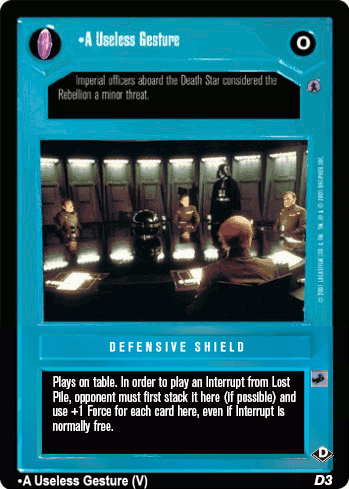 •A Useless Gesture
O
Imperial officers aboard the Death Star considered the
Rebellion a minor threat.
DEFENSIVE SHIELD
Plays on table. In order to play an Interrupt from Lost
Pile, opponent must first stack it here (if possible) and
use +1 Force for each card here, even if Interrupt is
normally free.
D
•A Useless Gesture (V)
D3